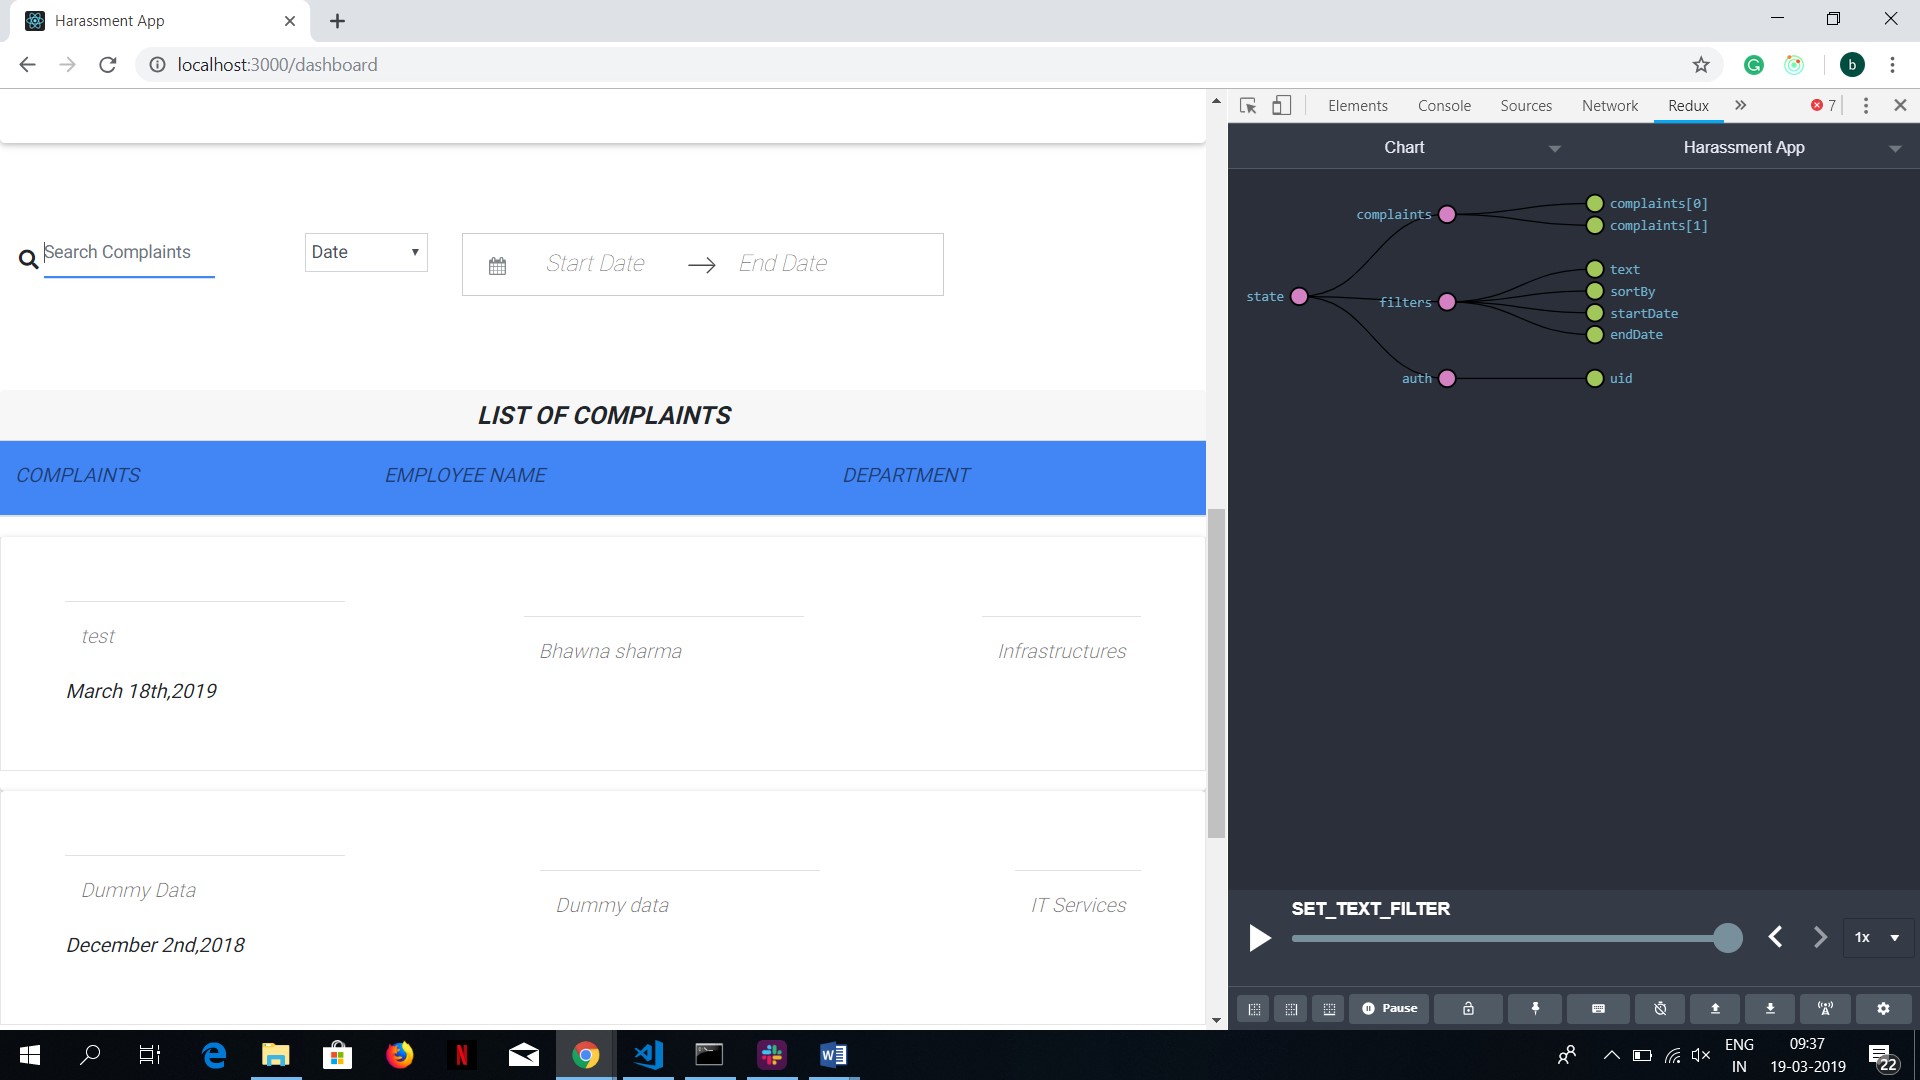 Harassment App
localhost:3000/dashboard
b
Elements Console Sources Network Redux 7
Chart Harassment App
Search Complaints
Date
Start Date End Date
state
complaints
complaints[0]
complaints[1]
filters
text
sortBy
startDate
endDate
auth
uid
LIST OF COMPLAINTS
COMPLAINTS EMPLOYEE NAME DEPARTMENT
test
Bhawna sharma
Infrastructures
March 18th,2019
Dummy Data
Dummy data
IT Services
December 2nd,2018
SET_TEXT_FILTER
1x
Pause
ENG
IN
09:37
19-03-2019
22